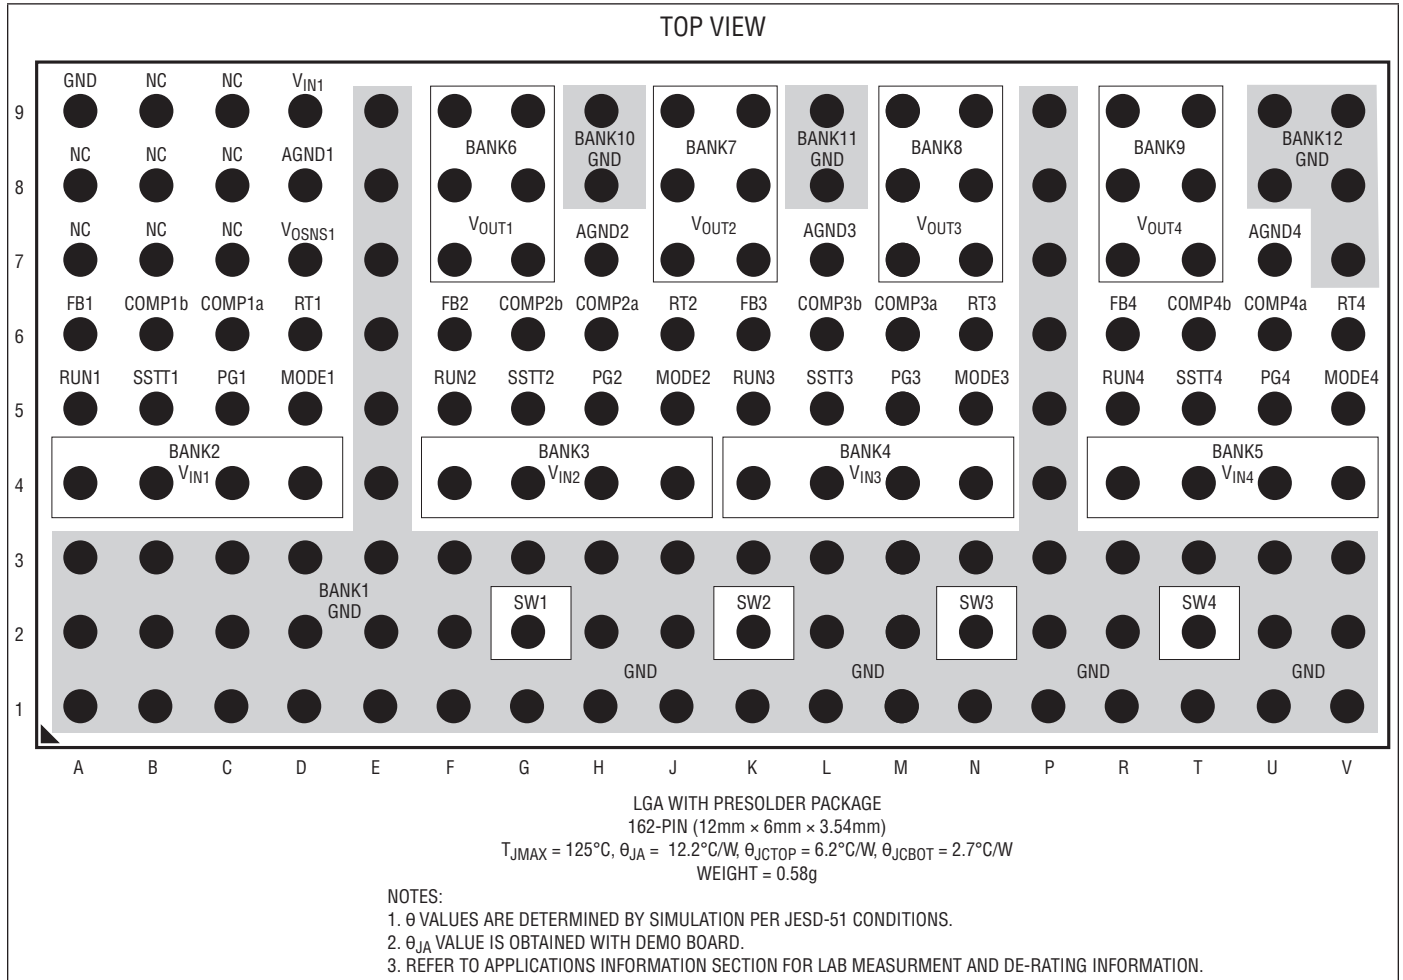 TOP VIEW
GND NC NC VIN1
9
BANK6 BANK10 GND BANK7 BANK11 GND BANK8 BANK9 BANK12 GND
NC NC NC AGND1
8
NC NC NC VOSNS1 VOUT1 AGND2 VOUT2 AGND3 VOUT3 VOUT4 AGND4
7
FB1 COMP1b COMP1a RT1 FB2 COMP2b COMP2a RT2 FB3 COMP3b COMP3a RT3 FB4 COMP4b COMP4a RT4
6
RUN1 SSTT1 PG1 MODE1 RUN2 SSTT2 PG2 MODE2 RUN3 SSTT3 PG3 MODE3 RUN4 SSTT4 PG4 MODE4
5
BANK2 BANK3 BANK4 BANK5
4 VIN1 VIN2 VIN3 VIN4
3
BANK1
GND
SW1 SW2 SW3 SW4
2
GND GND GND GND
1
A B C D E F G H J K L M N P R T U V
LGA WITH PRESOLDER PACKAGE
162-PIN (12mm × 6mm × 3.54mm)
TJMAX = 125°C, θJA = 12.2°C/W, θJCTOP = 6.2°C/W, θJCBOT = 2.7°C/W
WEIGHT = 0.58g
NOTES:
1. θ VALUES ARE DETERMINED BY SIMULATION PER JESD-51 CONDITIONS.
2. θJA VALUE IS OBTAINED WITH DEMO BOARD.
3. REFER TO APPLICATIONS INFORMATION SECTION FOR LAB MEASURMENT AND DE-RATING INFORMATION.